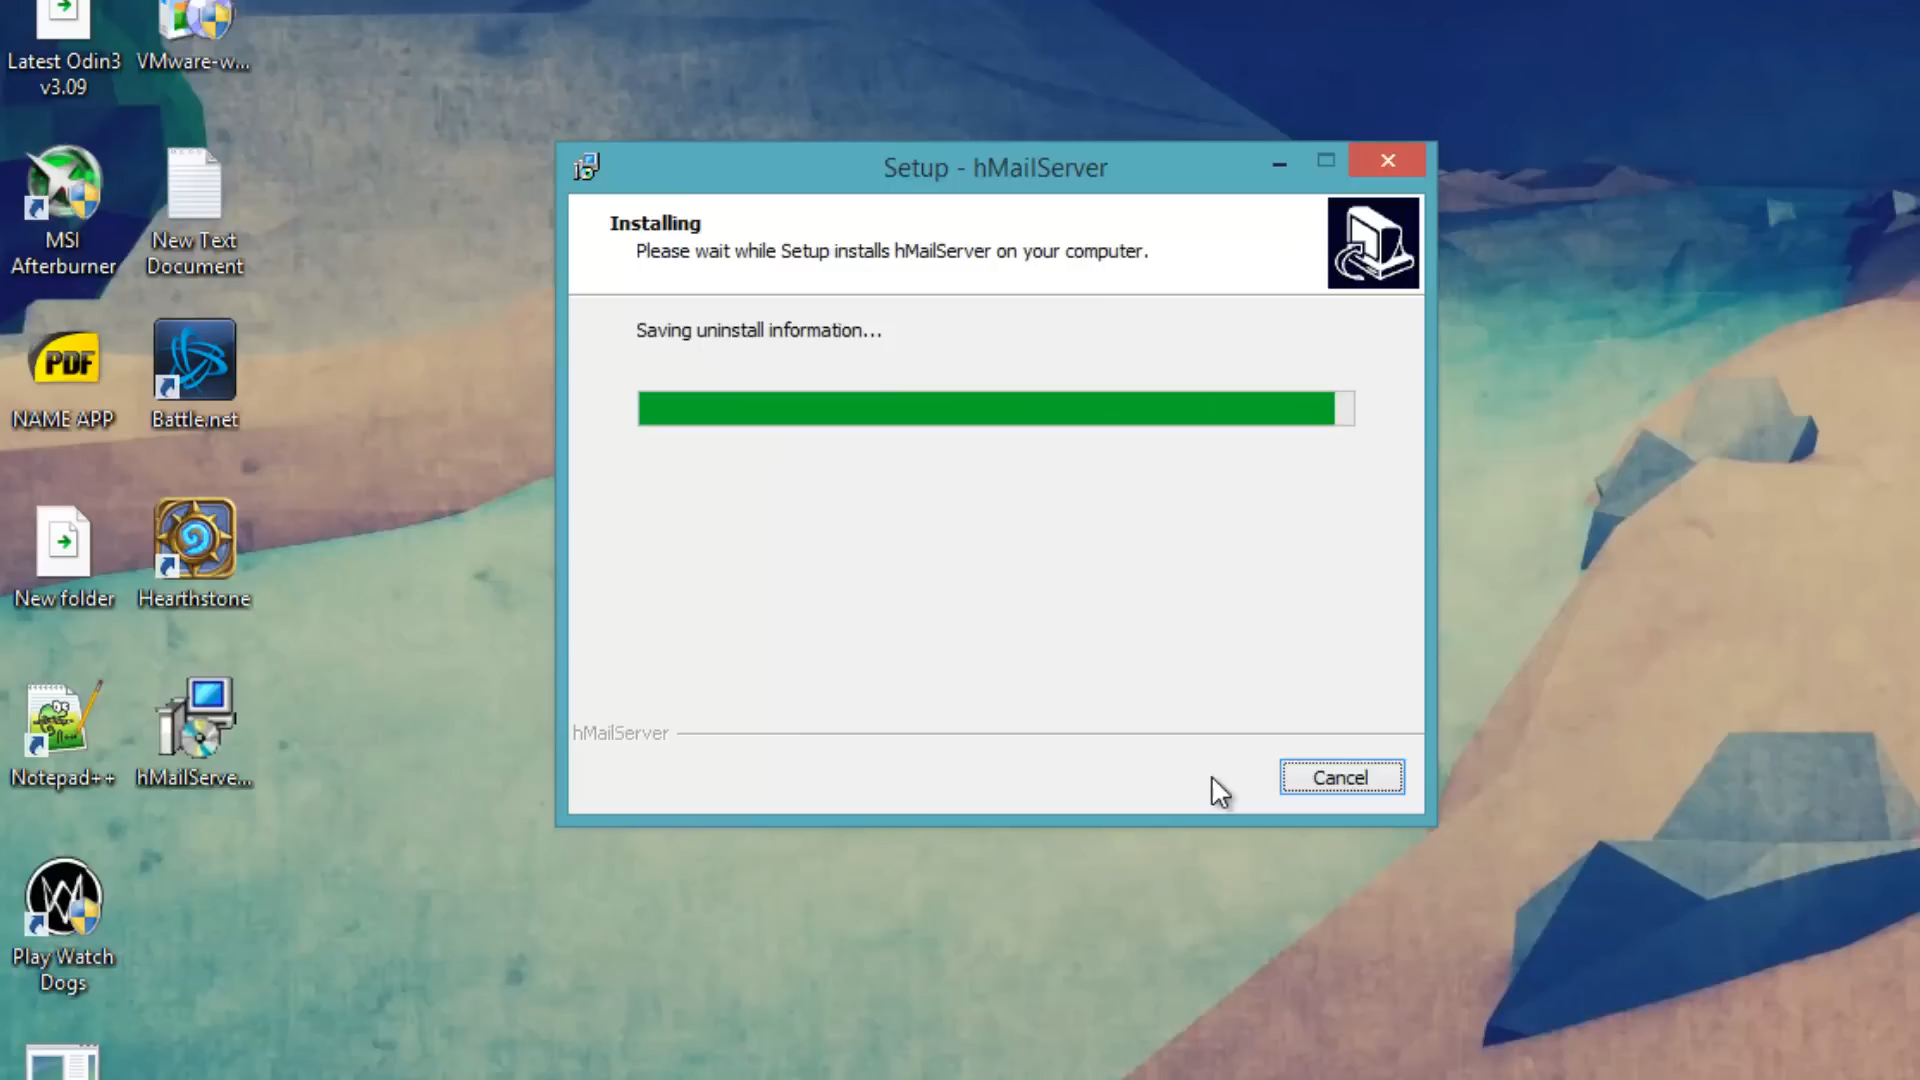 Latest Odin3
v3.09
VMware-w...
MSI
Afterburner
New Text
Document
PDF
NAME APP
Battle.net
New folder
Hearthstone
Notepad++
hMailServe...
Play Watch
Dogs
Setup - hMailServer
Installing
Please wait while Setup installs hMailServer on your computer.
Saving uninstall information...
hMailServer
Cancel